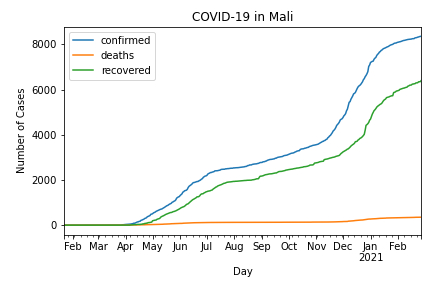 COVID-19 in Mali
confirmed
deaths
recovered
Number of Cases
8000
6000
4000
2000
0
Feb Mar Apr May Jun Jul Aug Sep Oct Nov Dec Jan Feb
2021
Day